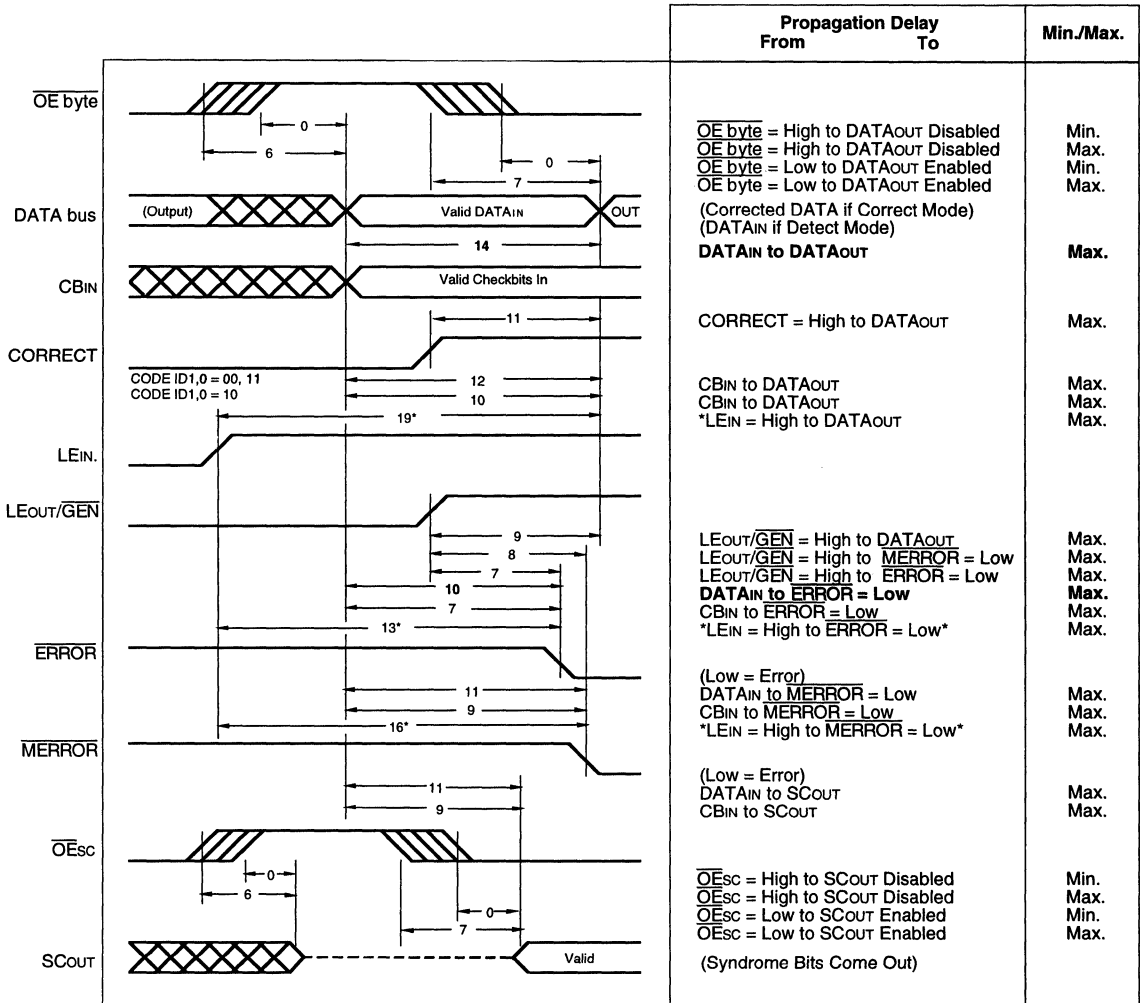 Propagation Delay
From To
Min./Max.
OE byte
0
6
0
7
OE byte = High to DATAOUT Disabled Min.
OE byte = High to DATAOUT Disabled Max.
OE byte = Low to DATAOUT Enabled Min.
OE byte = Low to DATAOUT Enabled Max.
DATA bus (Output) Valid DATAIN OUT
(Corrected DATA if Correct Mode)
(DATAIN if Detect Mode)
14 DATAIN to DATAOUT Max.
CBIN Valid Checkbits In
11 CORRECT = High to DATAOUT Max.
CORRECT
CODE ID1,0 = 00, 11 12 CBIN to DATAOUT Max.
CODE ID1,0 = 10 10 CBIN to DATAOUT Max.
19* *LEIN = High to DATAOUT Max.
LEIN.
LEOUT/GEN
9 LEOUT/GEN = High to DATAOUT Max.
8 LEOUT/GEN = High to MERROR = Low Max.
7 LEOUT/GEN = High to ERROR = Low Max.
10 DATAIN to ERROR = Low Max.
7 CBIN to ERROR = Low Max.
13* *LEIN = High to ERROR = Low* Max.
ERROR
(Low = Error)
11 DATAIN to MERROR = Low Max.
9 CBIN to MERROR = Low Max.
16* *LEIN = High to MERROR = Low* Max.
MERROR
(Low = Error)
11 DATAIN to SCOUT Max.
9 CBIN to SCOUT Max.
OESC
0 OESC = High to SCOUT Disabled Min.
6 OESC = High to SCOUT Disabled Max.
0 OESC = Low to SCOUT Enabled Min.
7 OESC = Low to SCOUT Enabled Max.
SCOUT Valid (Syndrome Bits Come Out)